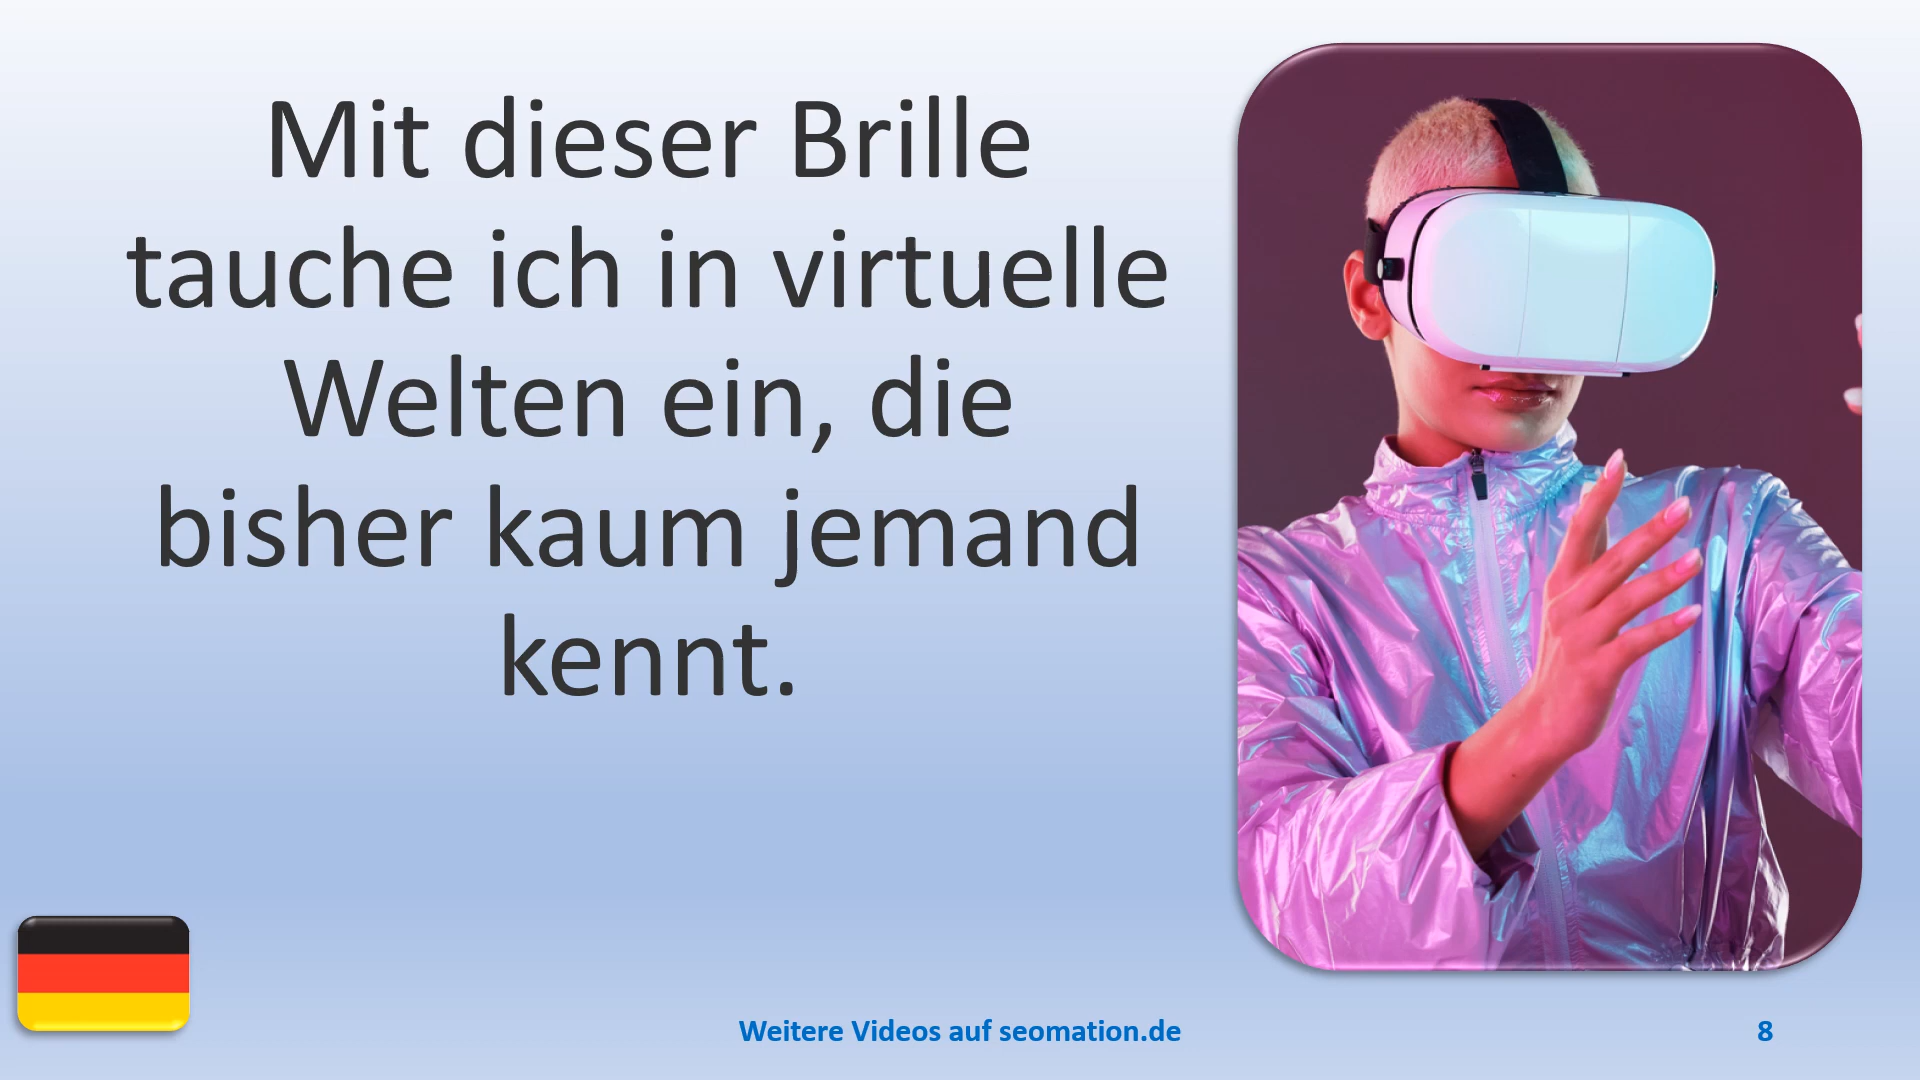 Mit dieser Brille
tauche ich in virtuelle
Welten ein, die
bisher kaum jemand
kennt.
Weitere Videos auf seomation.de
8